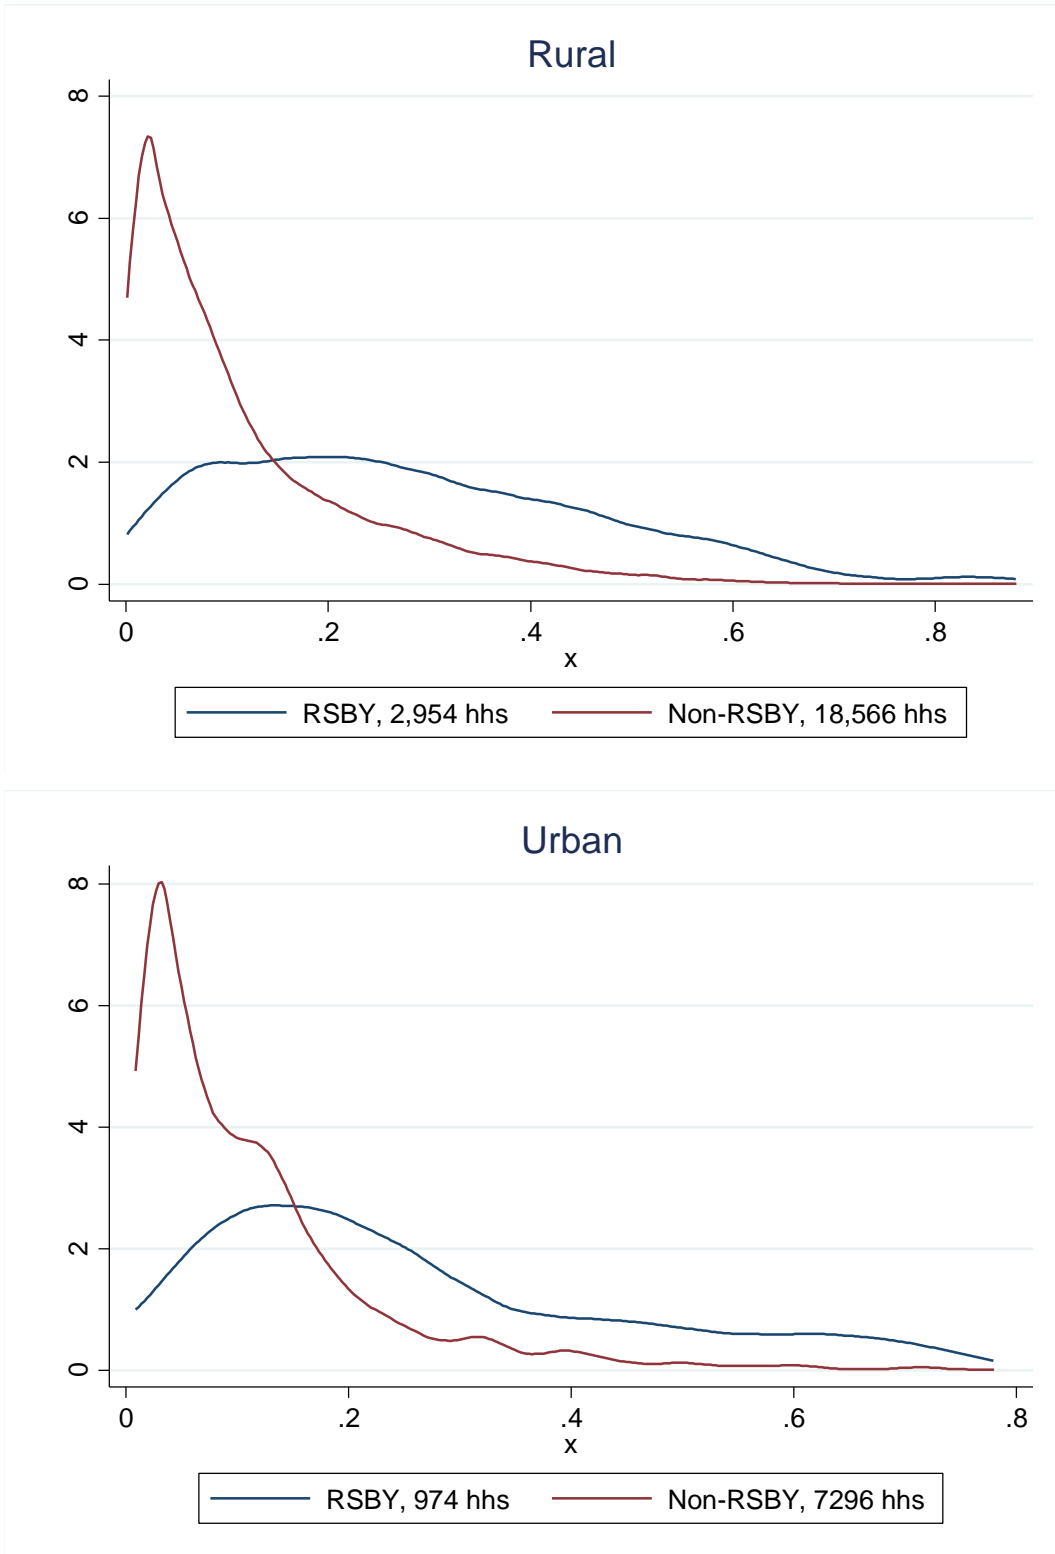 Rural
8
6
4
2
0
0 .2 .4 .6 .8
x
RSBY, 2,954 hhs Non-RSBY, 18,566 hhs
Urban
8
6
4
2
0
0 .2 .4 .6 .8
x
RSBY, 974 hhs Non-RSBY, 7296 hhs